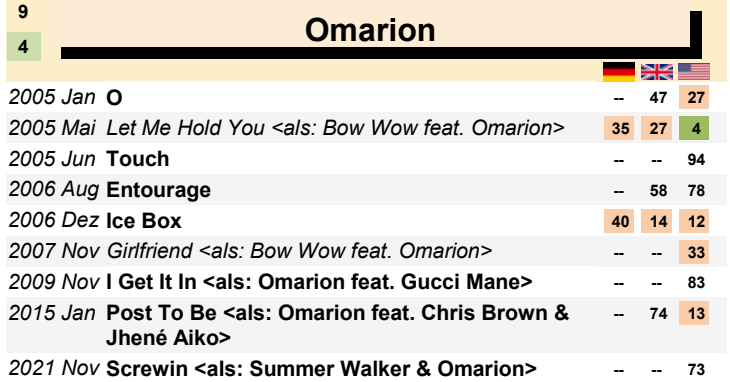 9
Omarion
4
2005 Jan O -- 47 27
2005 Mai Let Me Hold You <als: Bow Wow feat. Omarion> 35 27 4
2005 Jun Touch -- -- 94
2006 Aug Entourage -- 58 78
2006 Dez Ice Box 40 14 12
2007 Nov Girlfriend <als: Bow Wow feat. Omarion> -- -- 33
2009 Nov I Get It In <als: Omarion feat. Gucci Mane> -- -- 83
2015 Jan Post To Be <als: Omarion feat. Chris Brown & -- 74 13
Jhené Aiko>
2021 Nov Screwin <als: Summer Walker & Omarion> -- -- 73